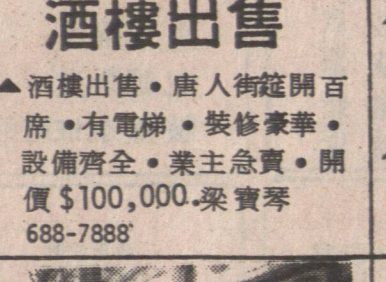 酒樓出售
▲酒樓出售•唐人街筵開百
席•有電梯•裝修豪華•
設備齊全•業主急賣•開
價$100,000.梁寶琴
688-7888